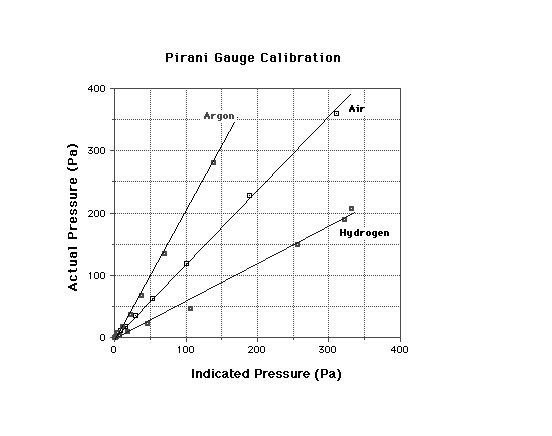 Pirani Gauge Calibration
400
Argon
Air
300
Actual Pressure (Pa)
200
Hydrogen
100
0
0 100 200 300 400
Indicated Pressure (Pa)